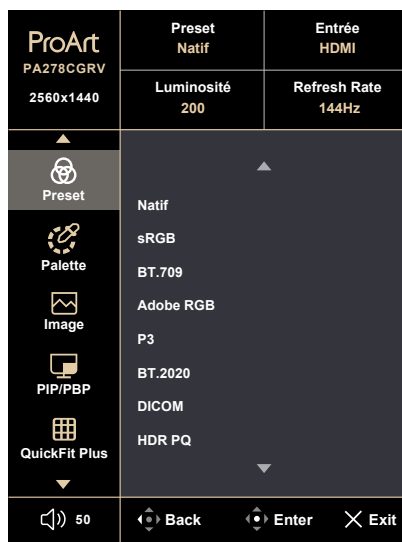 ProArt
PA278CGRV
2560x1440
Preset
Natif
Entrée
HDMI
Luminosité
200
Refresh Rate
144Hz
Preset
Palette
Image
PIP/PBP
QuickFit Plus
Natif
sRGB
BT.709
Adobe RGB
P3
BT.2020
DICOM
HDR PQ
50
Back
Enter
Exit